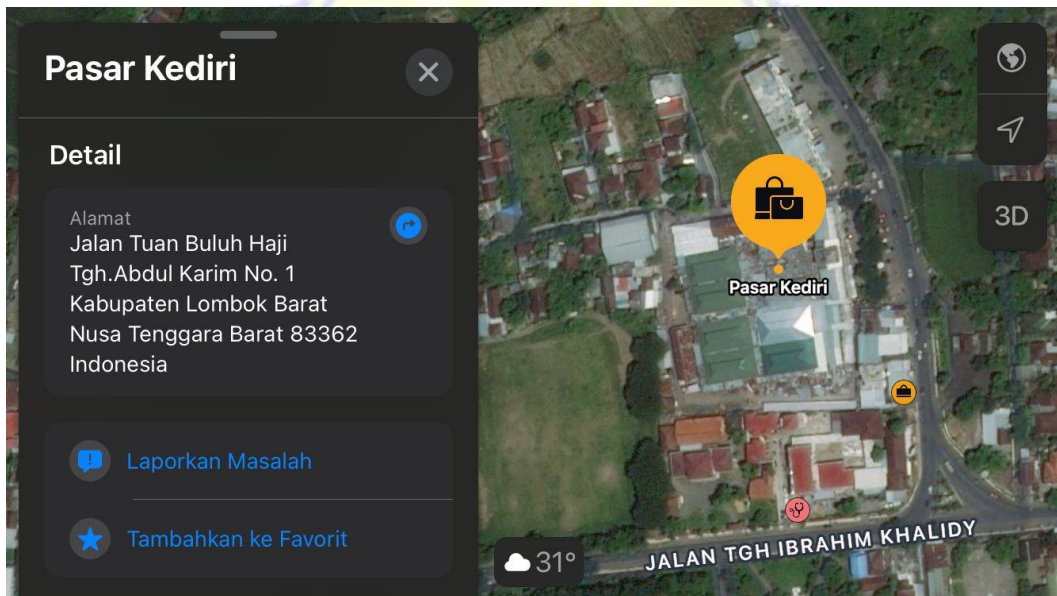 Pasar Kediri
Detail
Alamat
Jalan Tuan Buluh Haji
Tgh.Abdul Karim No. 1
Kabupaten Lombok Barat
Nusa Tenggara Barat 83362
Indonesia
Laporkan Masalah
Tambahkan ke Favorit
3D
Pasar Kediri
31°
JALAN TGH IBRAHIM KHALIDY